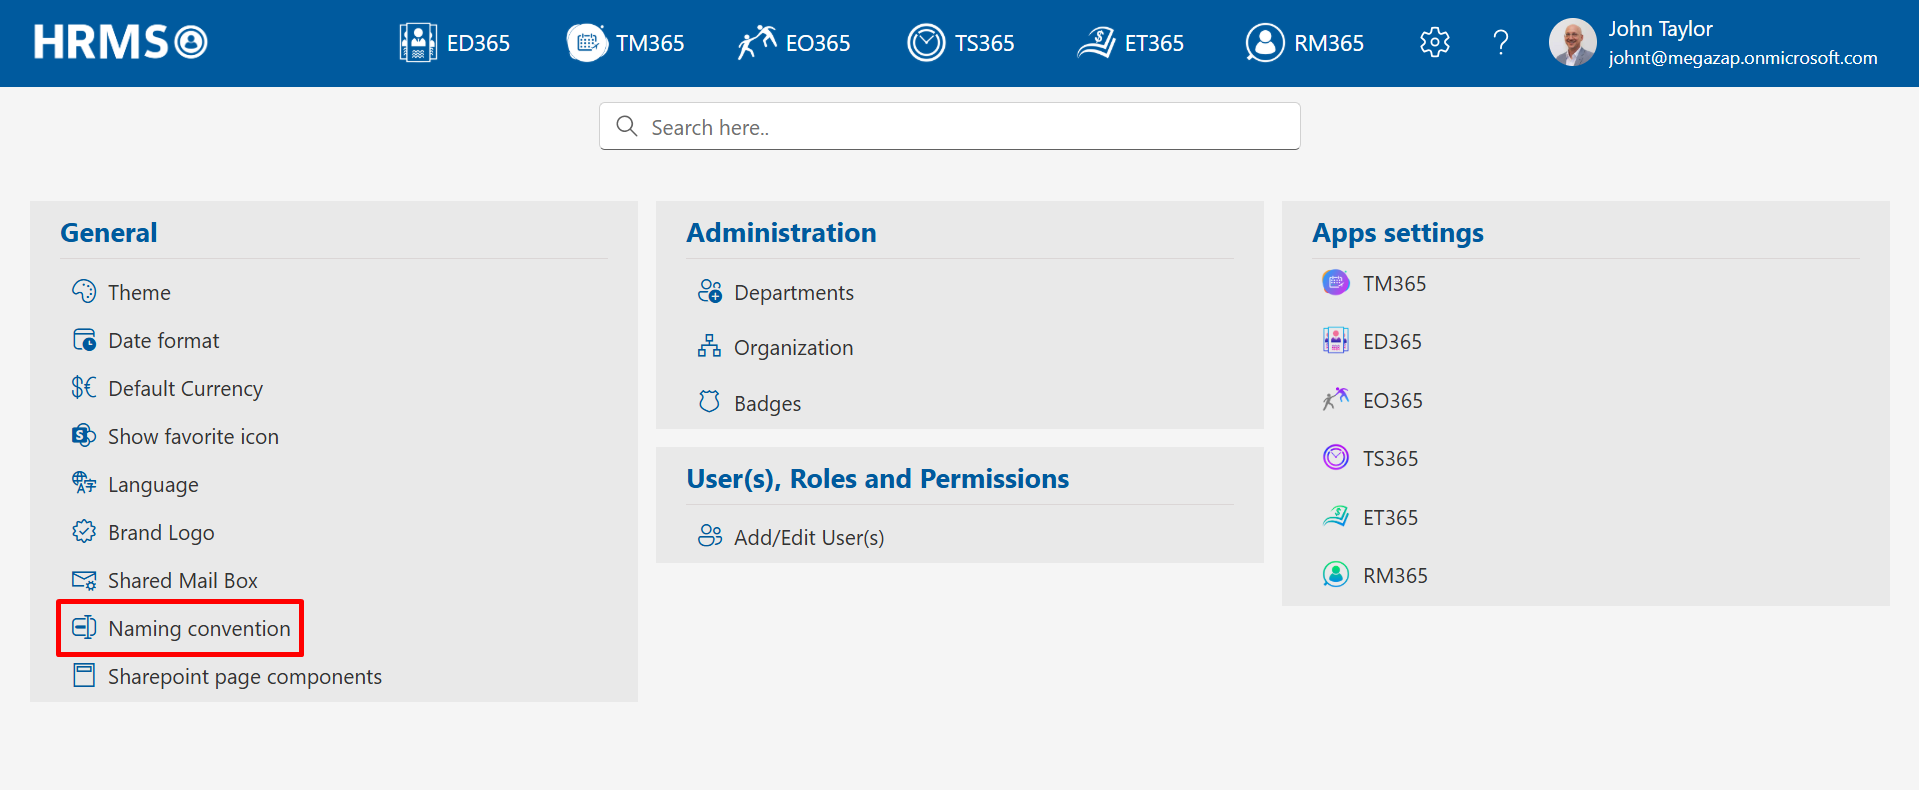 HRMS
ED365
TM365
EO365
TS365
ET365
RM365
?
John Taylor
johnt@megazap.onmicrosoft.com
Search here..
General
Theme
Date format
$€ Default Currency
Show favorite icon
Language
Brand Logo
Shared Mail Box
Naming convention
Sharepoint page components
Administration
Departments
Organization
Badges
User(s), Roles and Permissions
Add/Edit User(s)
Apps settings
TM365
ED365
EO365
TS365
ET365
RM365